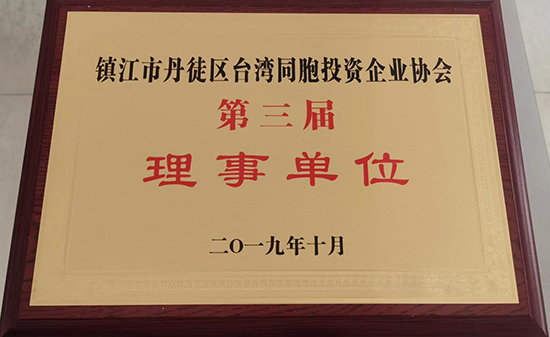 镇江市丹徒区台湾同胞投资企业协会
第三届
理事单位
二〇一九年十月